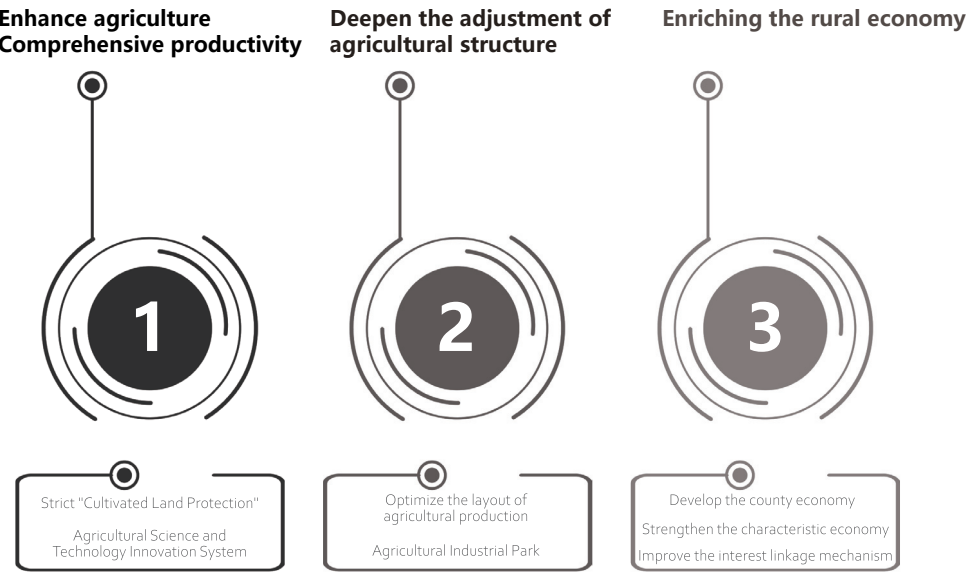 Enhance agriculture
Comprehensive productivity
Deepen the adjustment of
agricultural structure
Enriching the rural economy
1
2
3
Strict "Cultivated Land Protection"
Agricultural Science and
Technology Innovation System
Optimize the layout of
agricultural production
Agricultural Industrial Park
Develop the county economy
Strengthen the characteristic economy
Improve the interest linkage mechanism